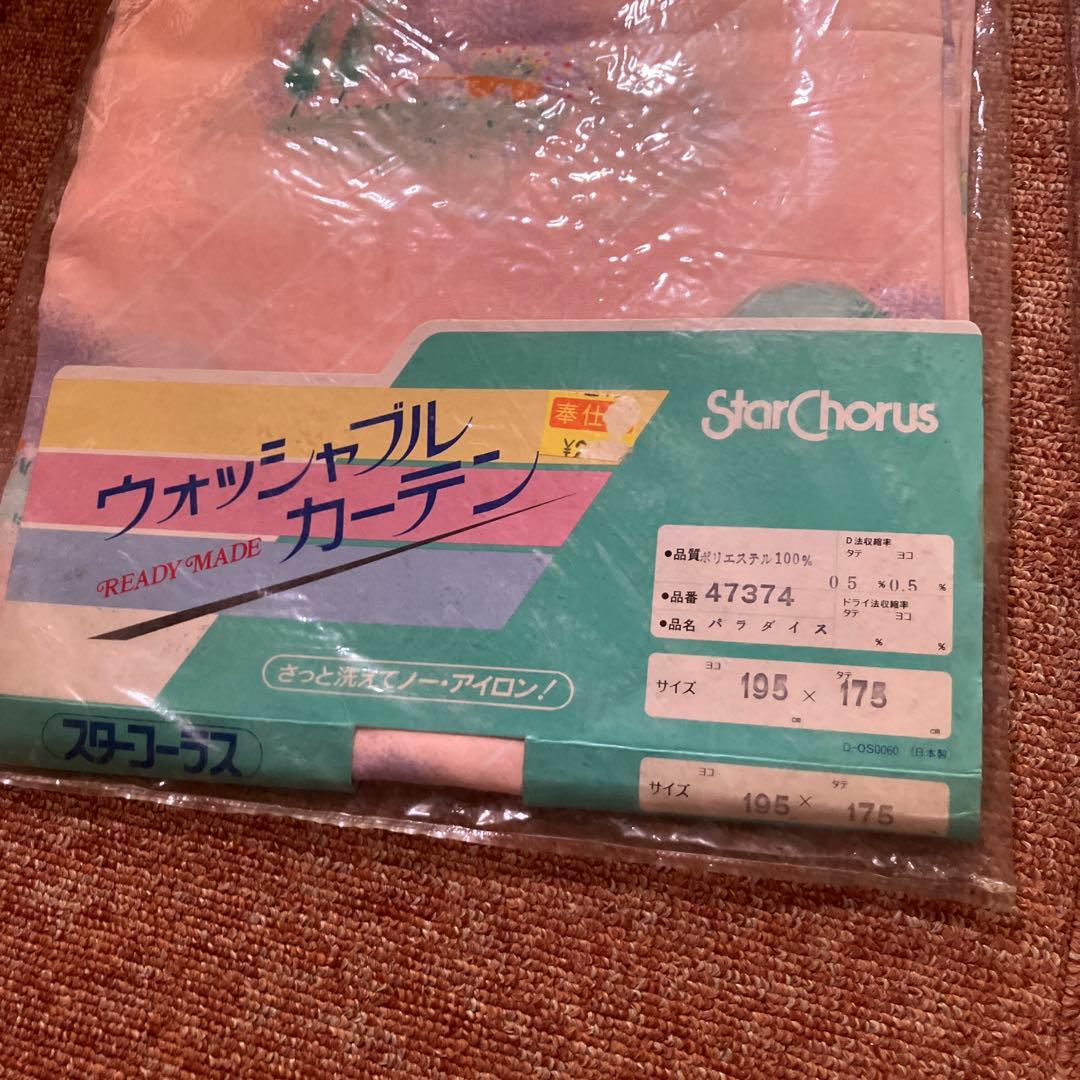 奉仕
StarChorus
ウォッシャブル
カーテン
READY MADE
●品質 ポリエステル100%
D法収縮率
タテ ヨコ
0 5 % 0.5 %
●品番 47374
ドライ法収縮率
タテ ヨコ
% %
●品名 パラダイス
さっと洗えてノー・アイロン!
サイズ ヨコ 195 × タテ 175
cm cm
D-OS0060 (日本製)
スターコーラス
サイズ ヨコ 195 × タテ 175